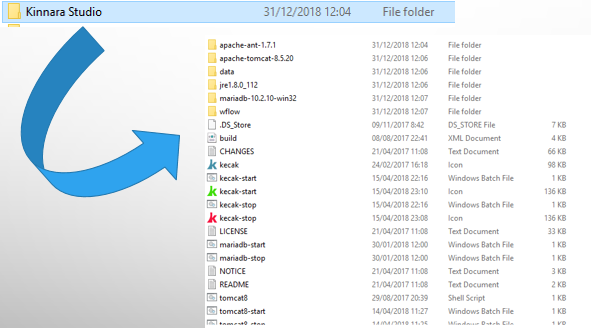 Kinnara Studio 31/12/2018 12:04 File folder
apache-ant-1.7.1 31/12/2018 12:04 File folder
apache-tomcat-8.5.20 31/12/2018 12:06 File folder
data 31/12/2018 12:06 File folder
jre1.8.0_112 31/12/2018 12:06 File folder
mariadb-10.2.10-win32 31/12/2018 12:07 File folder
wflow 31/12/2018 12:07 File folder
.DS_Store 09/11/2017 8:42 DS_STORE File 7 KB
build 08/08/2017 22:41 XML Document 4 KB
CHANGES 21/04/2017 11:08 Text Document 66 KB
kecak 24/02/2017 16:18 Icon 98 KB
kecak-start 15/04/2018 22:16 Windows Batch File 1 KB
kecak-start 15/04/2018 23:10 Icon 136 KB
kecak-stop 15/04/2018 22:16 Windows Batch File 1 KB
kecak-stop 15/04/2018 23:08 Icon 136 KB
LICENSE 21/04/2017 11:08 Text Document 33 KB
mariadb-start 30/01/2018 12:00 Windows Batch File 1 KB
mariadb-stop 30/01/2018 12:00 Windows Batch File 1 KB
NOTICE 21/04/2017 11:08 Text Document 3 KB
README 21/04/2017 11:08 Text Document 2 KB
tomcat8 29/08/2017 20:39 Shell Script 1 KB
tomcat8-start 14/04/2018 11:27 Windows Batch File 1 KB
tomcat8-stop 14/04/2018 11:25 Windows Batch File 1 KB